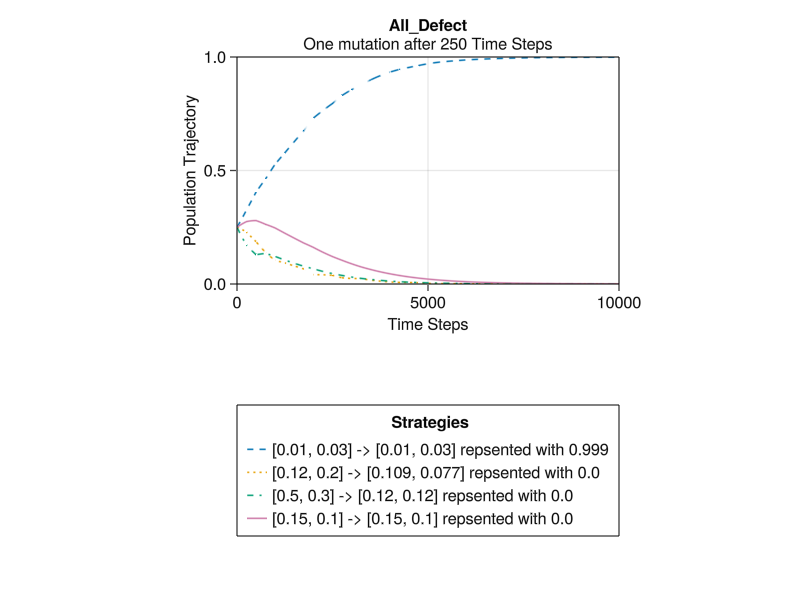 All_Defect
One mutation after 250 Time Steps
Population Trajectory
1.0
0.5
0.0
0 5000 10000
Time Steps
Strategies
[0.01, 0.03] -> [0.01, 0.03] repsented with 0.999
[0.12, 0.2] -> [0.109, 0.077] repsented with 0.0
[0.5, 0.3] -> [0.12, 0.12] repsented with 0.0
[0.15, 0.1] -> [0.15, 0.1] repsented with 0.0